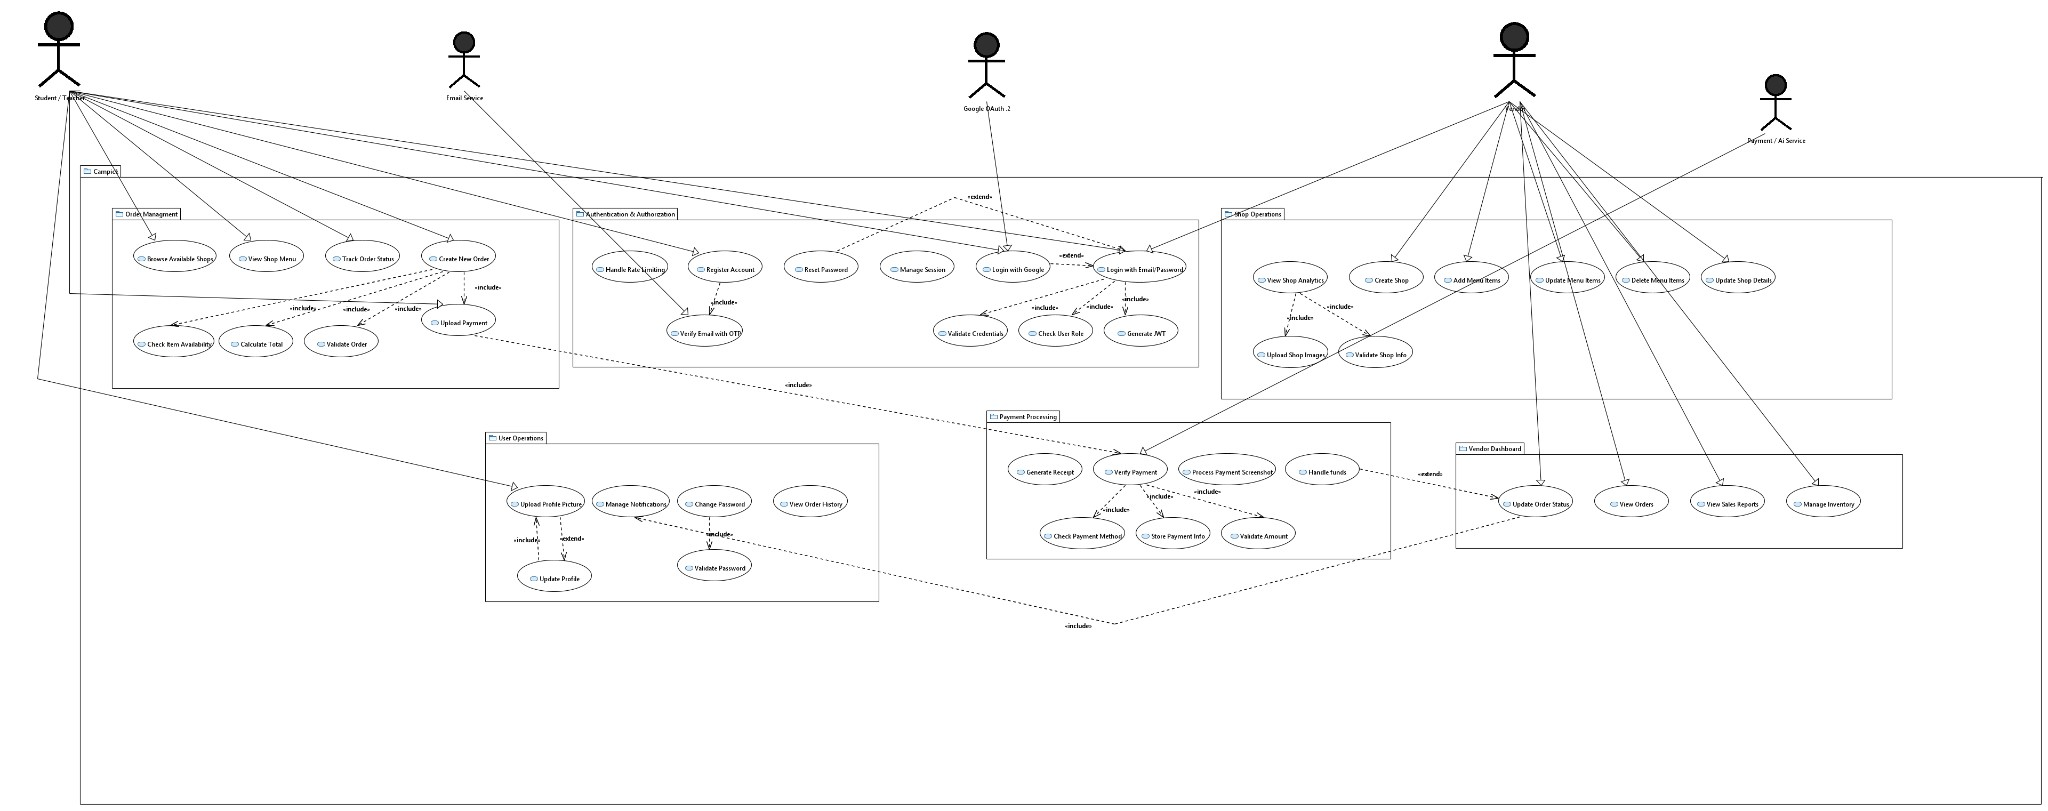 Student / Teacher
Email Service
Google OAuth .2
Vendor
Payment / Ai Service
Campics
Order Managment
Browse Available Shops
View Shop Menu
Track Order Status
Create New Order
«include»
«include»
«include»
«include»
Upload Payment
Check Item Availability
Calculate Total
Validate Order
Authentication & Authorization
«extend»
Handle Rate Limiting
Register Account
Reset Password
Manage Session
Login with Google
«extend»
Login with Email/Password
«include»
«include»
«include»
«include»
Verify Email with OTP
Validate Credentials
Check User Role
Generate JWT
Shop Operations
View Shop Analytics
Create Shop
Add Menu Items
Update Menu Items
Delete Menu Items
Update Shop Details
«include»
«include»
Upload Shop Images
Validate Shop Info
«include»
User Operations
Upload Profile Picture
Manage Notifications
Change Password
View Order History
«include»
«extend»
«include»
Update Profile
Validate Password
Payment Processing
Generate Receipt
Verify Payment
Process Payment Screenshot
Handle funds
«include»
«include»
«include»
Check Payment Method
Store Payment Info
Validate Amount
«extend»
Vendor Dashboard
Update Order Status
View Orders
View Sales Reports
Manage Inventory
«include»